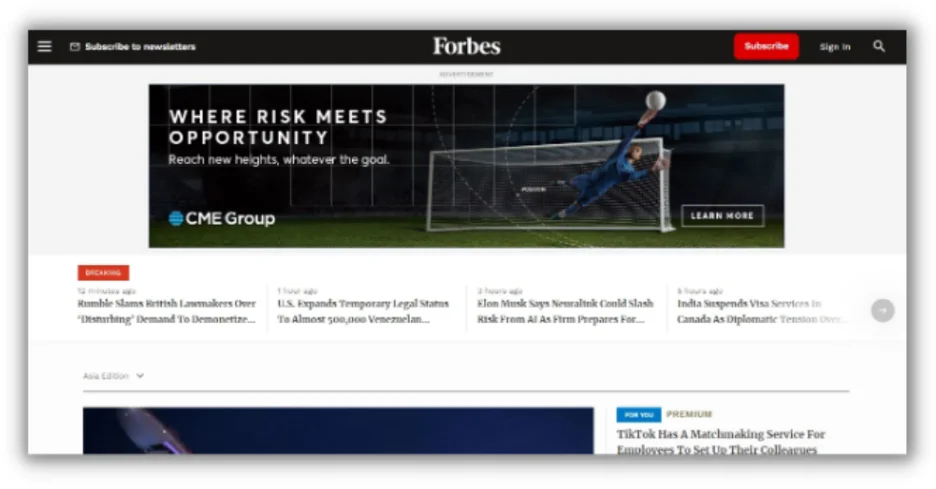 Subscribe to newsletters
Forbes
Subscribe
Sign In
ADVERTISEMENT
WHERE RISK MEETS
OPPORTUNITY
Reach new heights, whatever the goal.
POSITION
CME Group
LEARN MORE
BREAKING
12 minutes ago
Rumble Slams British Lawmakers Over
‘Disturbing’ Demand To Demonetize...
1 hour ago
U.S. Expands Temporary Legal Status
To Almost 500,000 Venezuelan...
3 hours ago
Elon Musk Says Neuralink Could Slash
Risk From AI As Firm Prepares For...
6 hours ago
India Suspends Visa Services In
Canada As Diplomatic Tension Over...
Asia Edition
FOR YOU PREMIUM
TikTok Has A Matchmaking Service For
Employees To Set Up Their Colleagues